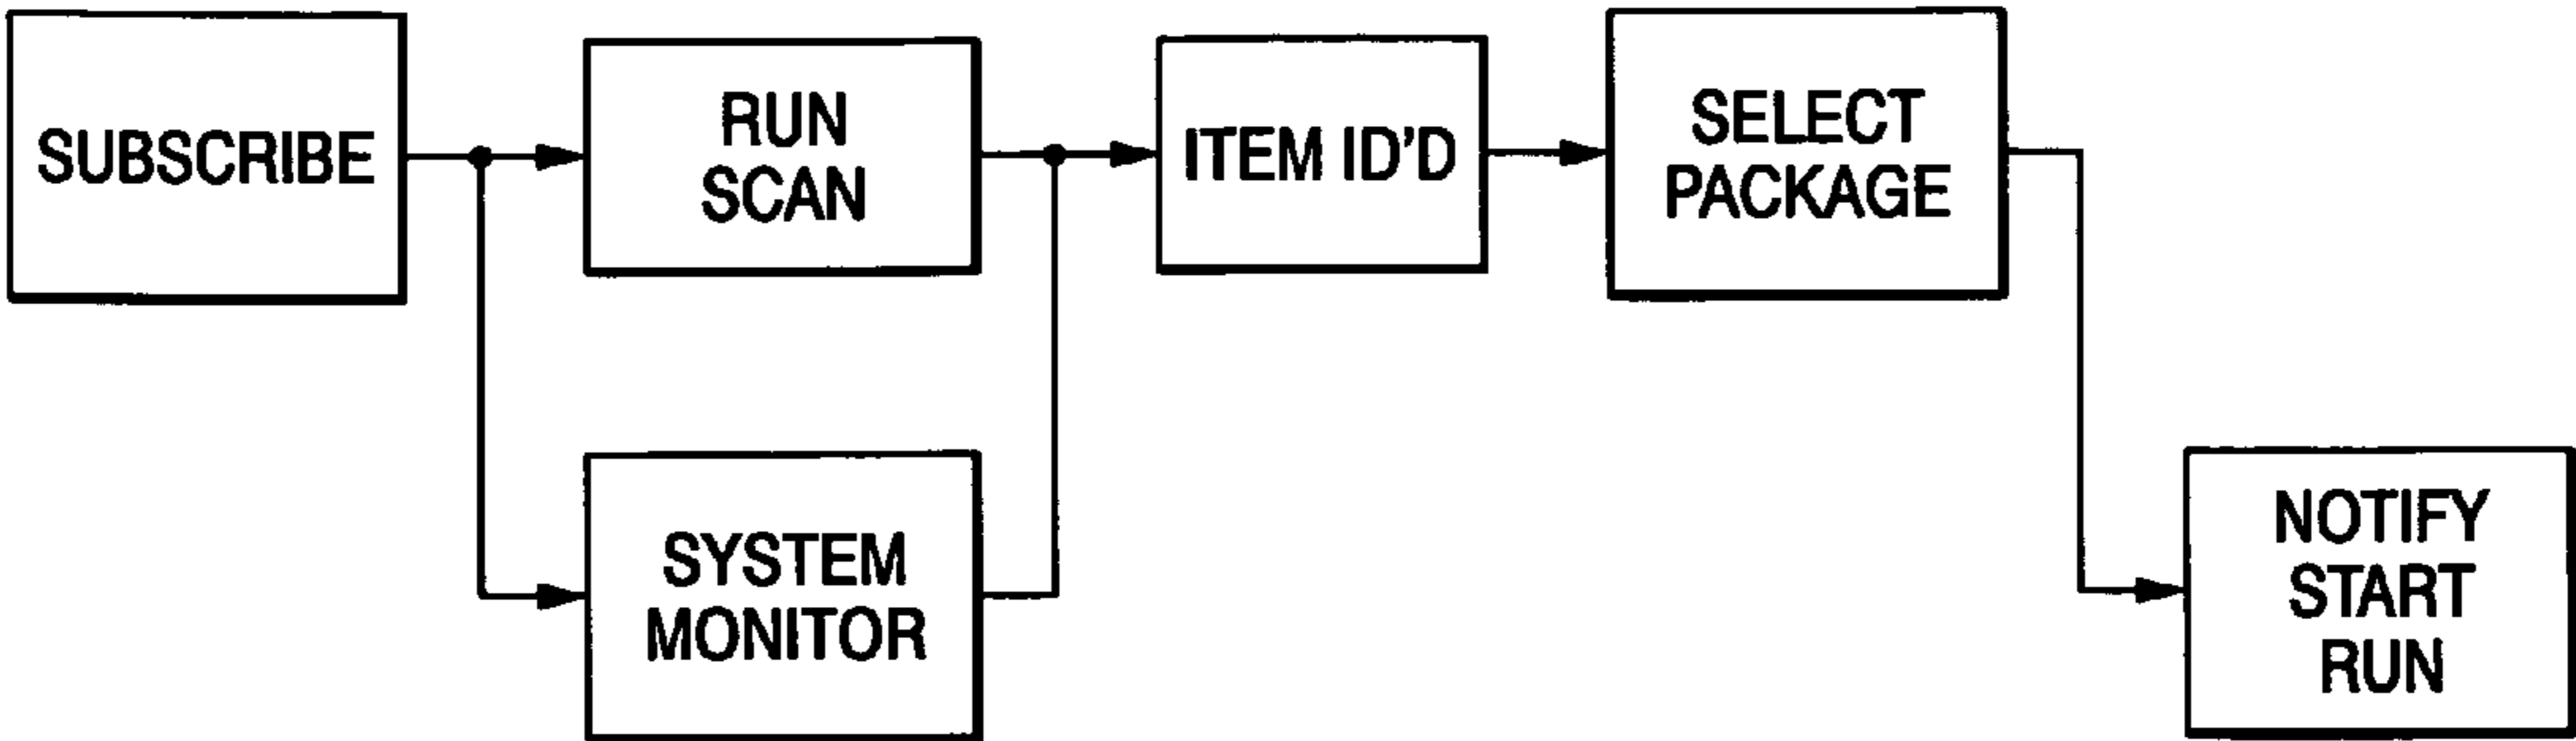 SUBSCRIBE
RUN
SCAN
ITEM ID'D
SELECT
PACKAGE
SYSTEM
MONITOR
NOTIFY
START
RUN